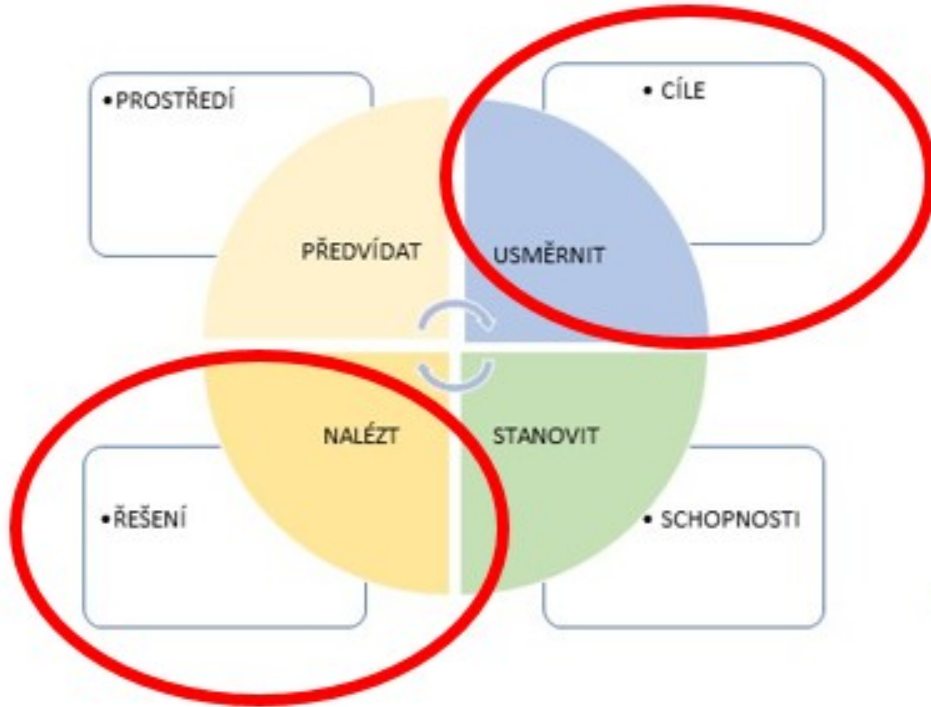 •PROSTŘEDÍ
• CÍLE
PŘEDVÍDAT
USMĚRNIT
NALÉZT
STANOVIT
•ŘEŠENÍ
• SCHOPNOSTI